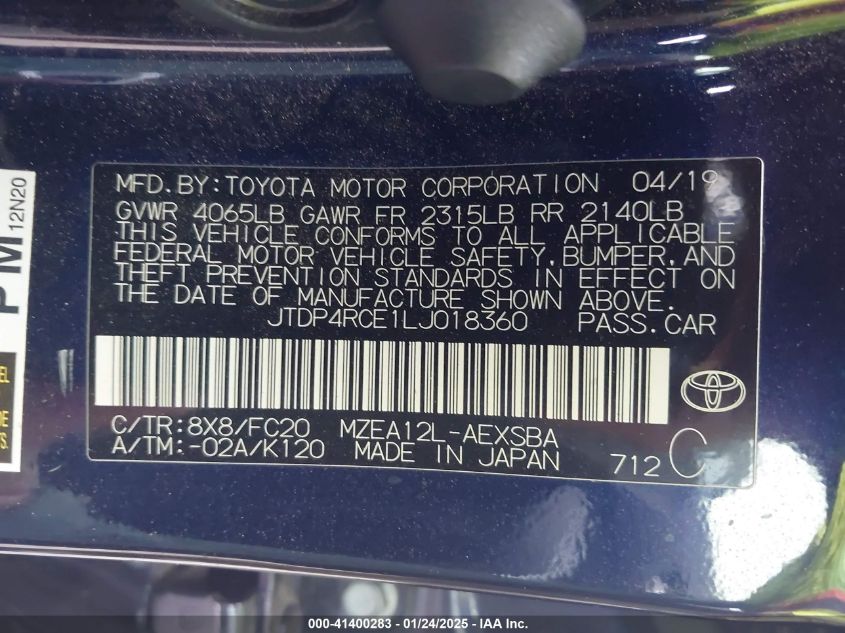 MFD.BY:TOYOTA MOTOR CORPORATION 04/19
GVWR 4065LB GAWR FR 2315LB RR 2140LB
THIS VEHICLE CONFORMS TO ALL APPLICABLE
FEDERAL MOTOR VEHICLE SAFETY,BUMPER,AND
THEFT PREVENTION STANDARDS IN EFFECT ON
THE DATE OF MANUFACTURE SHOWN ABOVE.
JTDP4RCE1LJ018360 PASS.CAR
C/TR:8X8/FC20 MZEA12L-AEXSBA
A/TM:-02A/K120 MADE IN JAPAN 712 C
PM
12N20
000-41400283 - 01/24/2025 - IAA Inc.